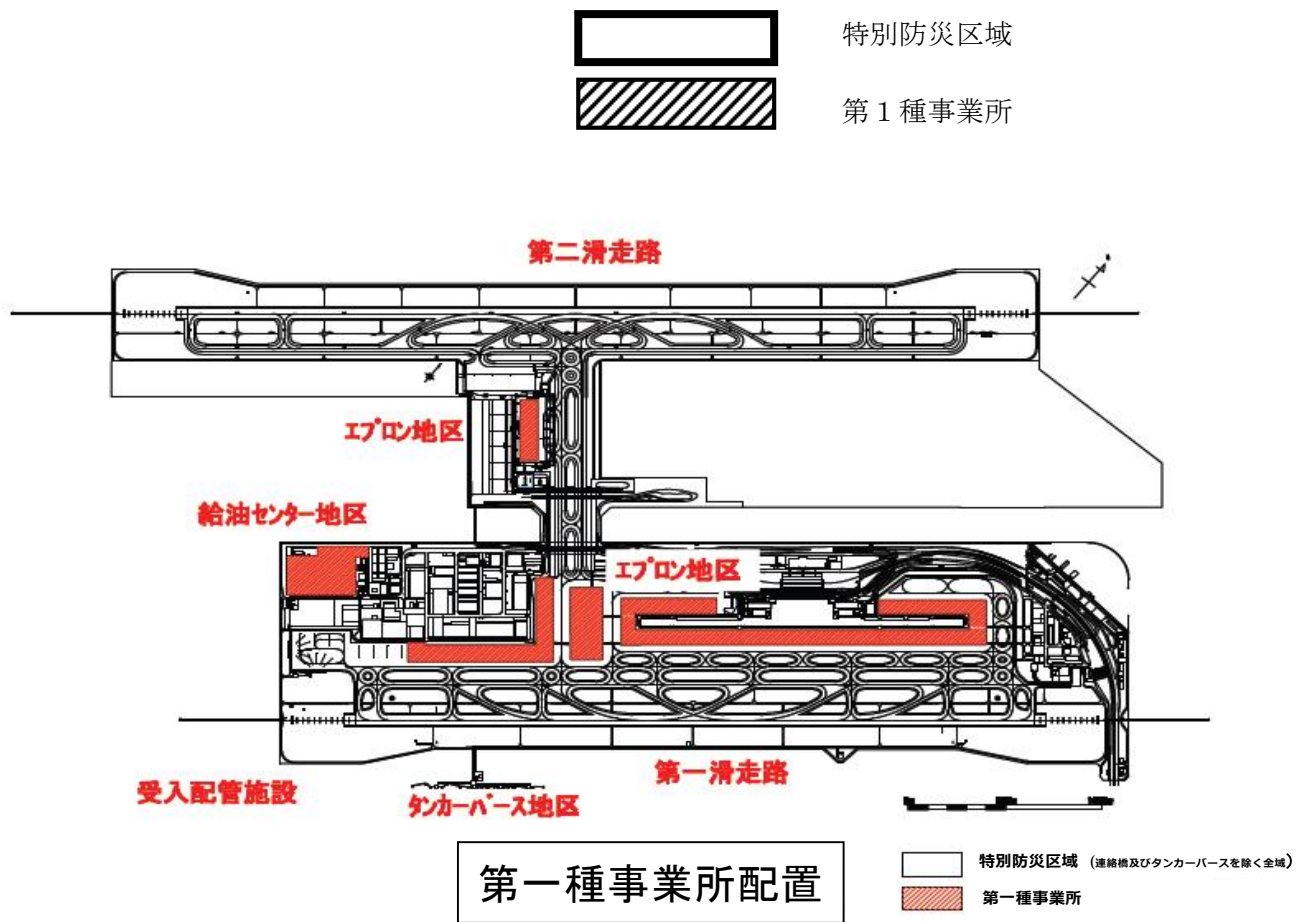 特別防災区域
第１種事業所
第二滑走路
エプロン地区
給油センター地区
エプロン地区
第一滑走路
受入配管施設
タンカーバース地区
第一種事業所配置
特別防災区域 (連絡橋及びタンカーバースを除く全域)
第一種事業所